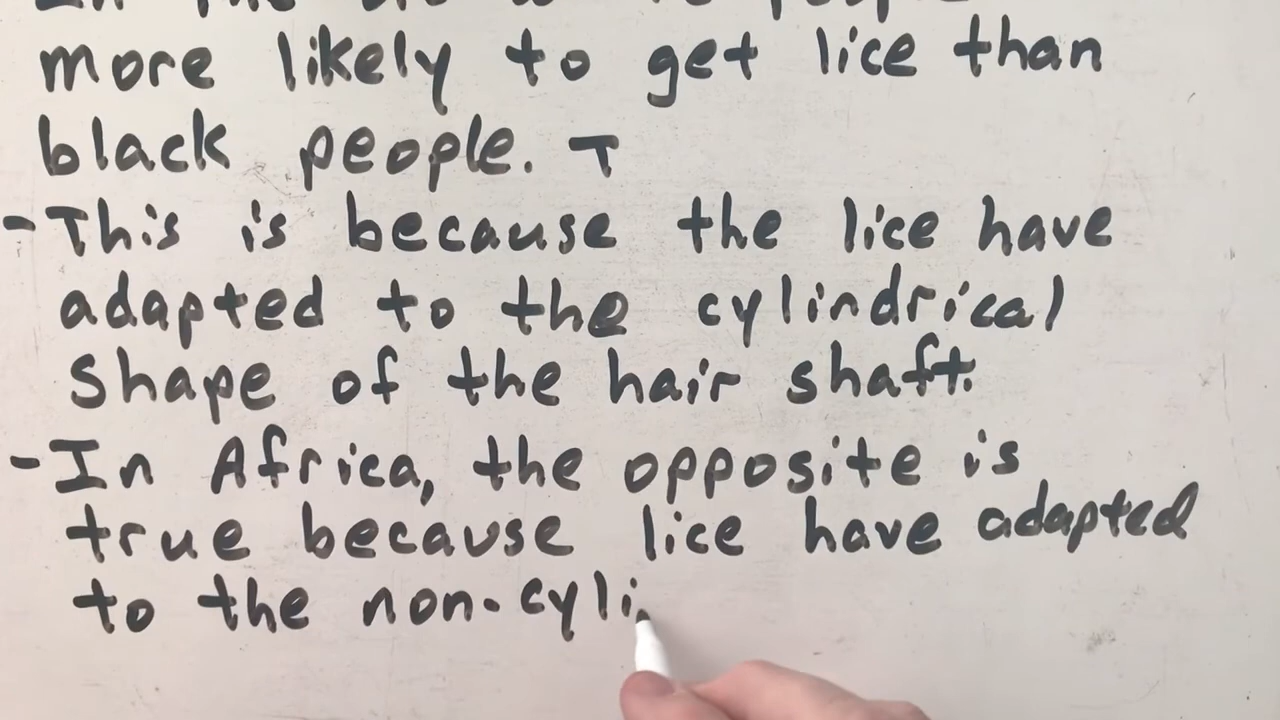 more likely to get lice than
black people. T
-This is because the lice have
adapted to the cylindrical
shape of the hair shaft.
-In Africa, the opposite is
true because lice have adapted
to the non-cyli